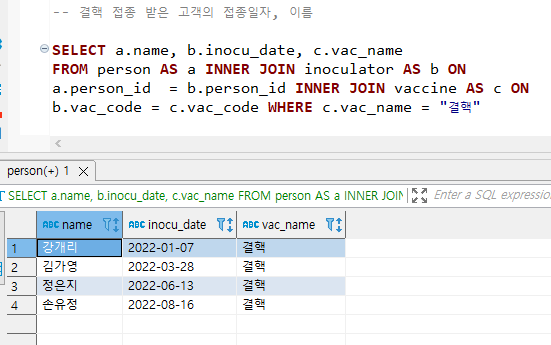 -- 결핵 접종 받은 고객의 접종일자, 이름
SELECT a.name, b.inocu_date, c.vac_name
FROM person AS a INNER JOIN inoculator AS b ON
a.person_id  = b.person_id INNER JOIN vaccine AS c ON
b.vac_code = c.vac_code WHERE c.vac_name = "결핵"
person(+) 1
SELECT a.name, b.inocu_date, c.vac_name FROM person AS a INNER JOIN
Enter a SQL expression
ABC name ABC inocu_date ABC vac_name
1 강개리 2022-01-07 결핵
2 김가영 2022-03-28 결핵
3 정은지 2022-06-13 결핵
4 손유정 2022-08-16 결핵